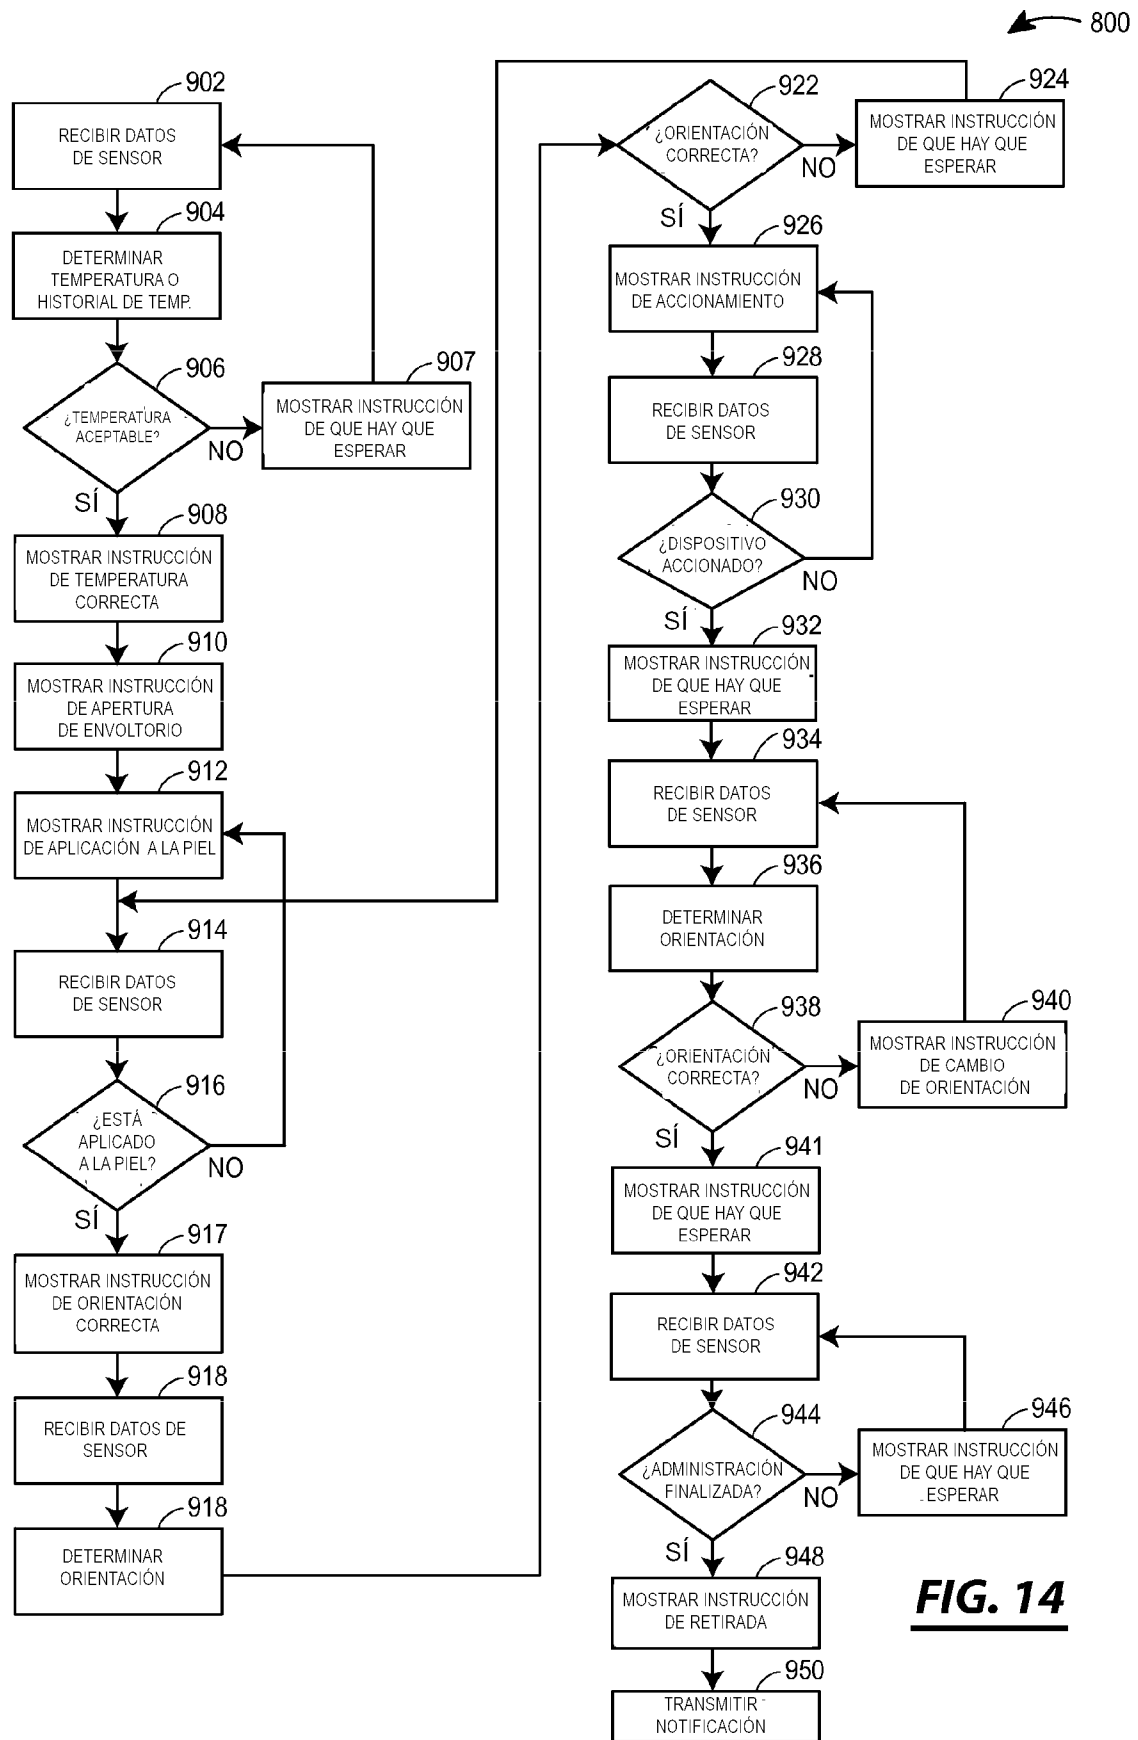 800
902
RECIBIR DATOS
DE SENSOR
904
DETERMINAR
TEMPERATURA O
HISTORIAL DE TEMP.
906
¿TEMPERATURA
ACEPTABLE?
NO
SÍ
907
MOSTRAR INSTRUCCIÓN
DE QUE HAY QUE
ESPERAR
908
MOSTRAR INSTRUCCIÓN
DE TEMPERATURA
CORRECTA
910
MOSTRAR INSTRUCCIÓN
DE APERTURA
DE ENVOLTORIO
912
MOSTRAR INSTRUCCIÓN
DE APLICACIÓN A LA PIEL
914
RECIBIR DATOS
DE SENSOR
916
¿ESTÁ
APLICADO
A LA PIEL?
NO
SÍ
917
MOSTRAR INSTRUCCIÓN
DE ORIENTACIÓN
CORRECTA
918
RECIBIR DATOS DE
SENSOR
918
DETERMINAR
ORIENTACIÓN
922
¿ORIENTACIÓN
CORRECTA?
NO
SÍ
924
MOSTRAR INSTRUCCIÓN
DE QUE HAY QUE
ESPERAR
926
MOSTRAR INSTRUCCIÓN
DE ACCIONAMIENTO
928
RECIBIR DATOS
DE SENSOR
930
¿DISPOSITIVO
ACCIONADO?
NO
SÍ
932
MOSTRAR INSTRUCCIÓN
DE QUE HAY QUE
ESPERAR
934
RECIBIR DATOS
DE SENSOR
936
DETERMINAR
ORIENTACIÓN
938
¿ORIENTACIÓN
CORRECTA?
NO
SÍ
940
MOSTRAR INSTRUCCIÓN
DE CAMBIO
DE ORIENTACIÓN
941
MOSTRAR INSTRUCCIÓN
DE QUE HAY QUE
ESPERAR
942
RECIBIR DATOS
DE SENSOR
944
¿ADMINISTRACIÓN
FINALIZADA?
NO
SÍ
946
MOSTRAR INSTRUCCIÓN
DE QUE HAY QUE
ESPERAR
948
MOSTRAR INSTRUCCIÓN
DE RETIRADA
950
TRANSMITIR
NOTIFICACIÓN
FIG. 14